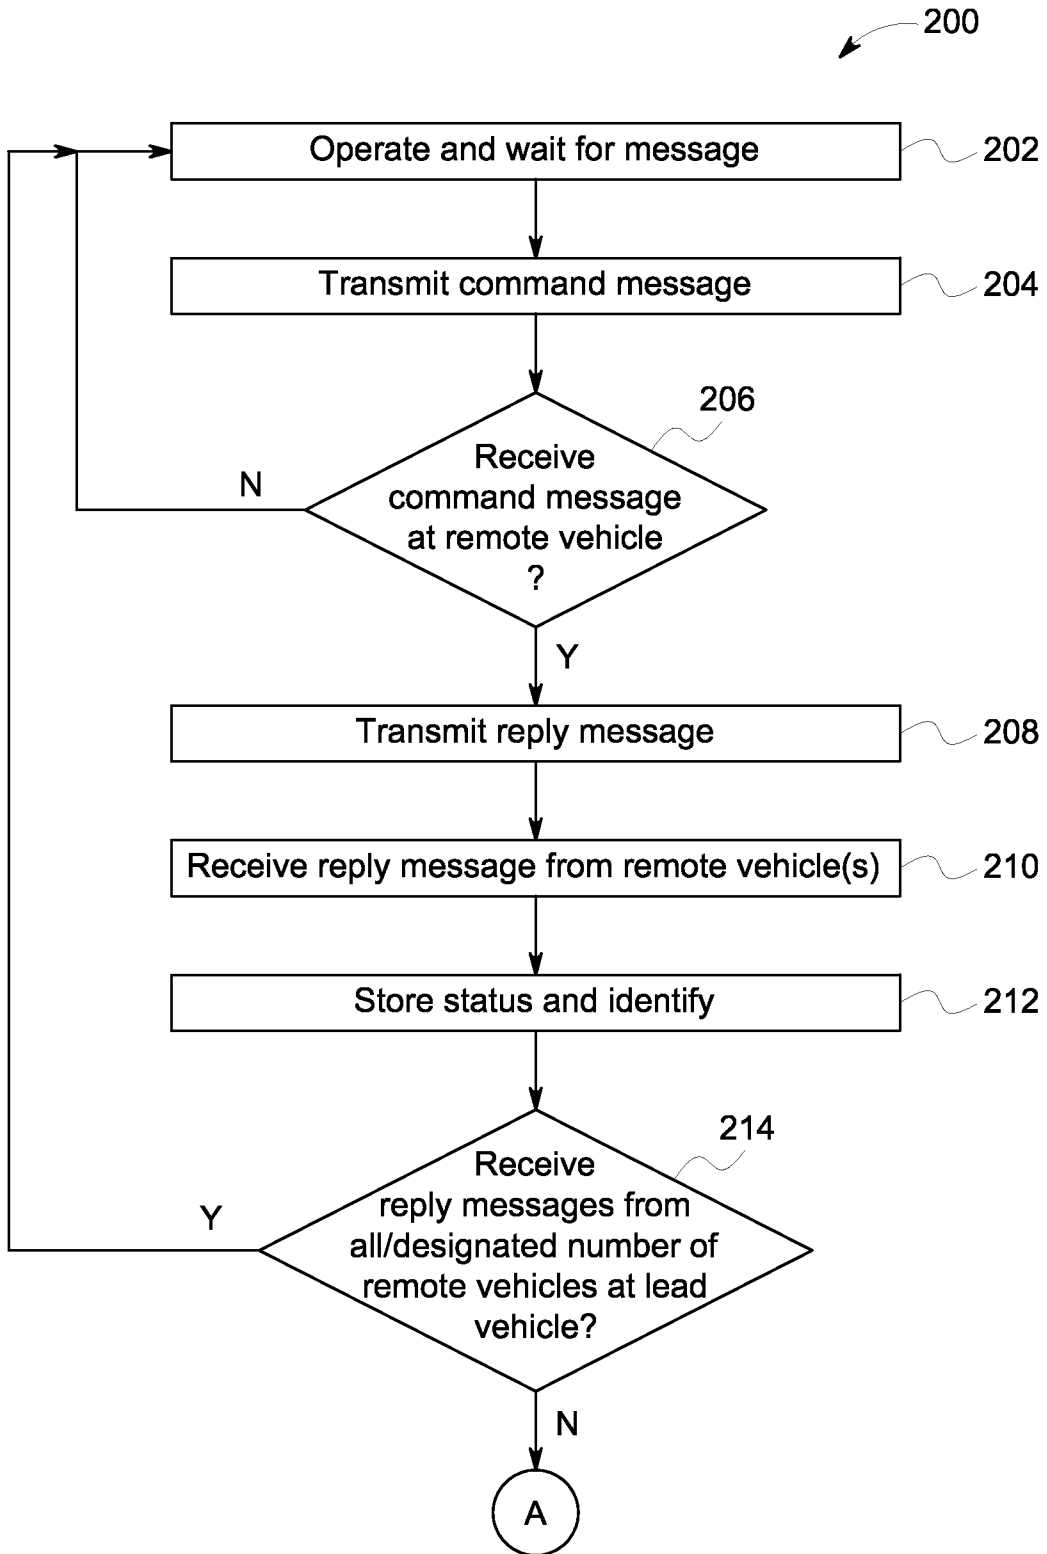 200
Operate and wait for message
202
Transmit command message
204
206
Receive
command message
at remote vehicle
?
N
Y
Transmit reply message
208
Receive reply message from remote vehicle(s)
210
Store status and identify
212
214
Receive
reply messages from
all/designated number of
remote vehicles at lead
vehicle?
Y
N
A